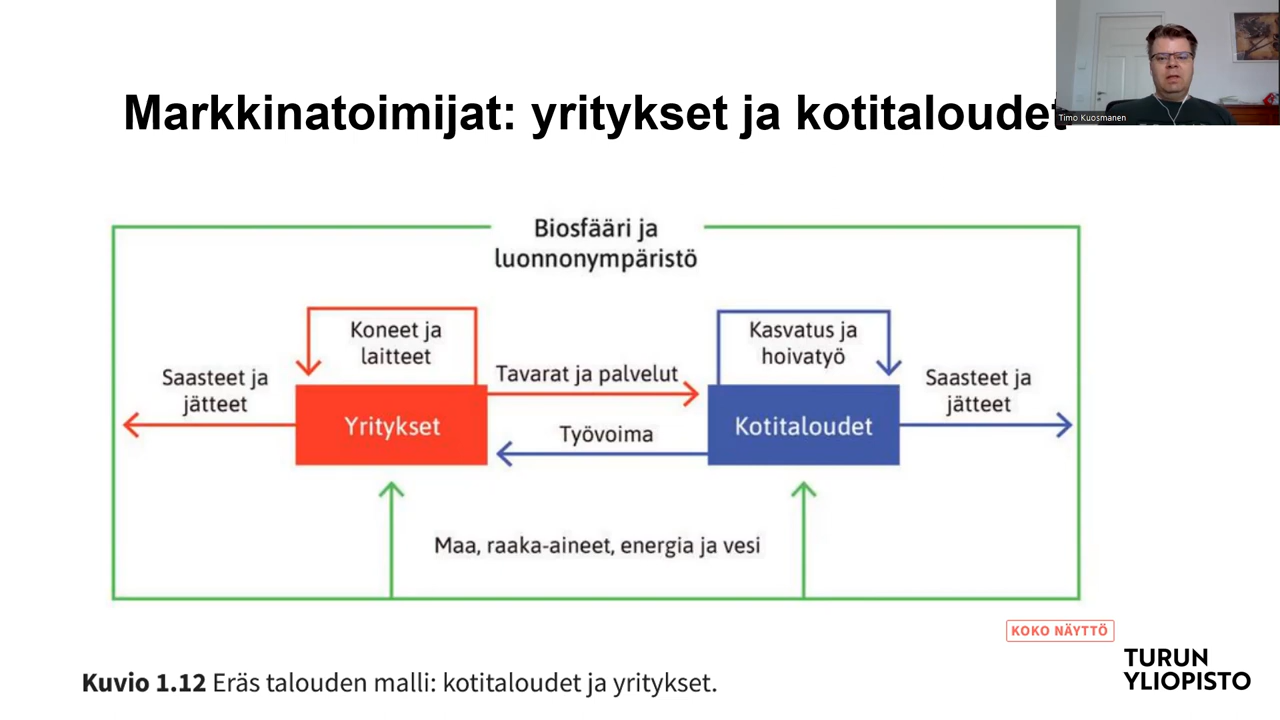 Markkinatoimijat: yritykset ja kotitaloudet
Timo Kuosmanen
Biosfääri ja
luonnonympäristö
Koneet ja
laitteet
Kasvatus ja
hoivatyö
Saasteet ja
jätteet
Tavarat ja palvelut
Saasteet ja
jätteet
Yritykset
Työvoima
Kotitaloudet
Maa, raaka-aineet, energia ja vesi
KOKO NÄYTTÖ
TURUN
YLIOPISTO
Kuvio 1.12 Eräs talouden malli: kotitaloudet ja yritykset.